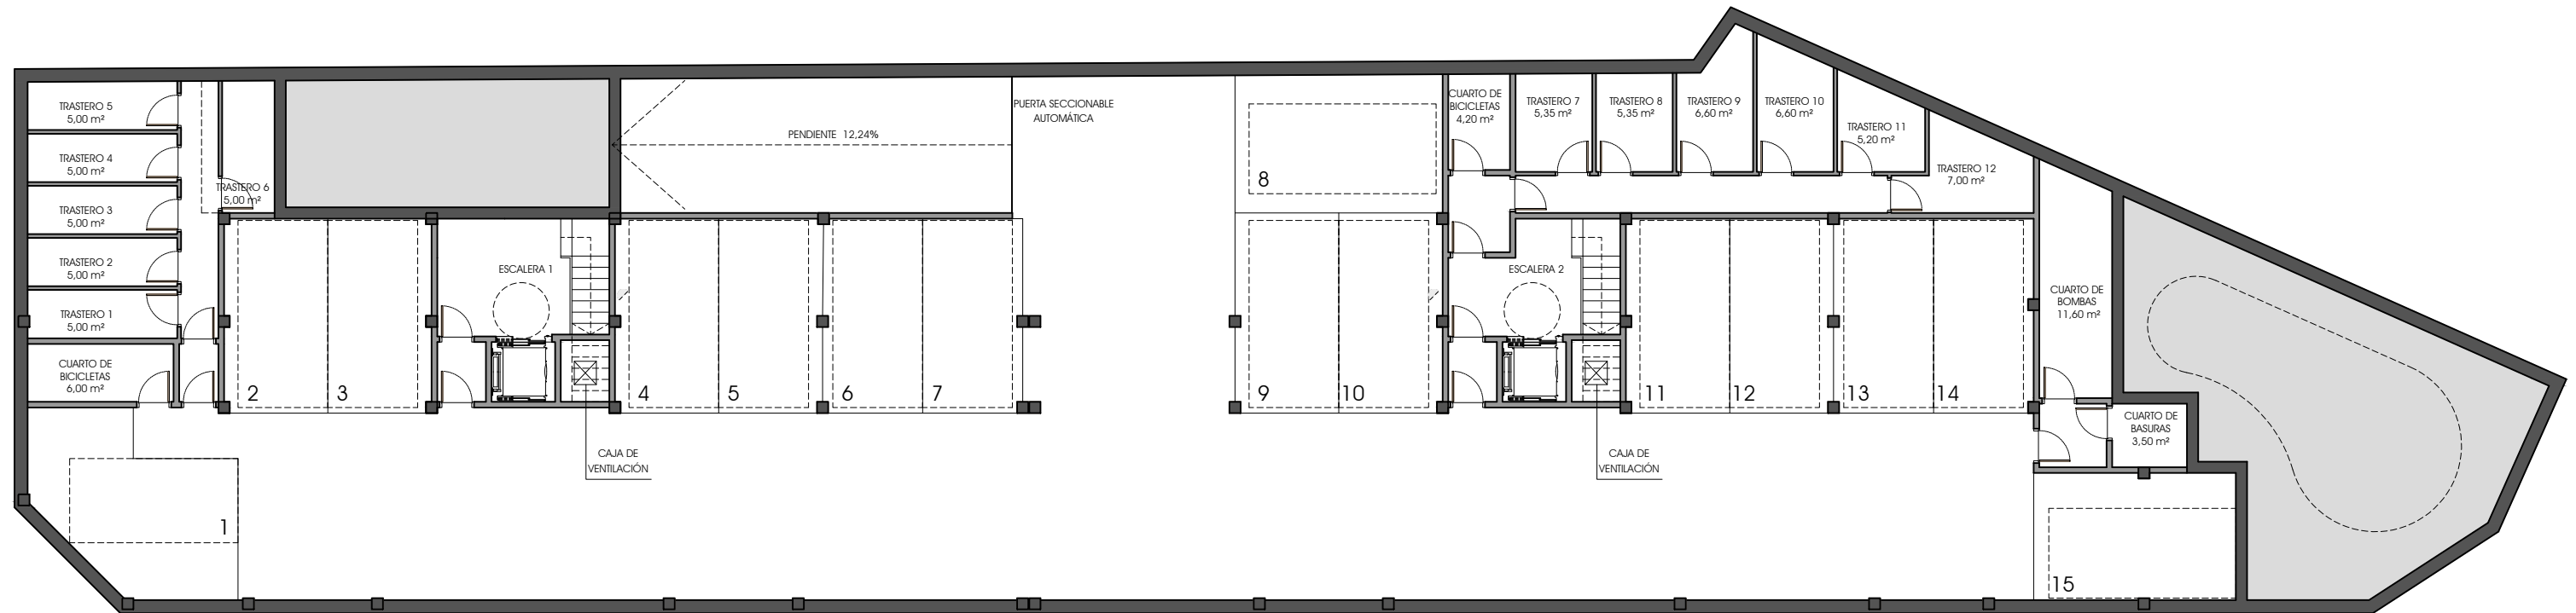 TRASTERO 5
5,00 m²
TRASTERO 4
5,00 m²
TRASTERO 3
5,00 m²
TRASTERO 2
5,00 m²
TRASTERO 1
5,00 m²
CUARTO DE
BICICLETAS
6,00 m²
TRASTERO 6
5,00 m²
1
2
3
ESCALERA 1
CAJA DE
VENTILACIÓN
PENDIENTE 12,24%
PUERTA SECCIONABLE
AUTOMÁTICA
4
5
6
7
8
9
10
CUARTO DE
BICICLETAS
4,20 m²
TRASTERO 7
5,35 m²
TRASTERO 8
5,35 m²
TRASTERO 9
6,60 m²
TRASTERO 10
6,60 m²
TRASTERO 11
5,20 m²
TRASTERO 12
7,00 m²
ESCALERA 2
CAJA DE
VENTILACIÓN
11
12
13
14
CUARTO DE
BOMBAS
11,60 m²
CUARTO DE
BASURAS
3,50 m²
15